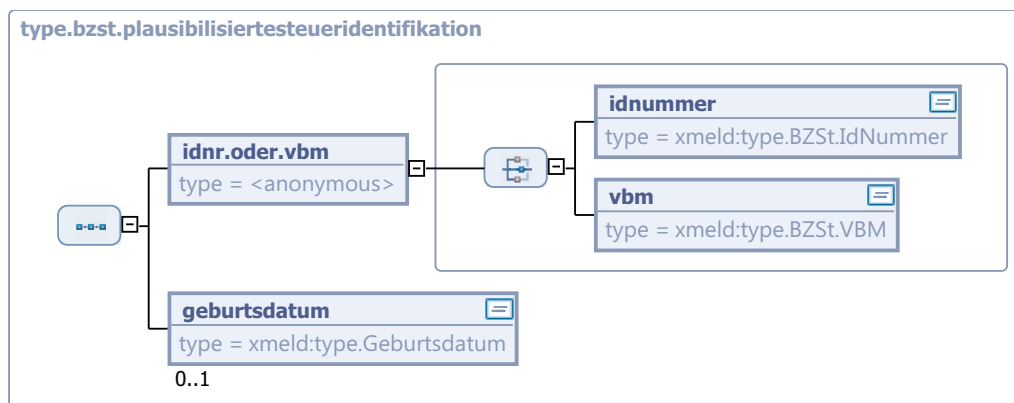 type.bzst.plausibilisiertesteueridentifikation
idnummer
type = xmeld:type.BZSt.IdNummer
idnr.oder.vbm
type = <anonymous>
vbm
type = xmeld:type.BZSt.VBM
geburtsdatum
type = xmeld:type.Geburtsdatum
0..1